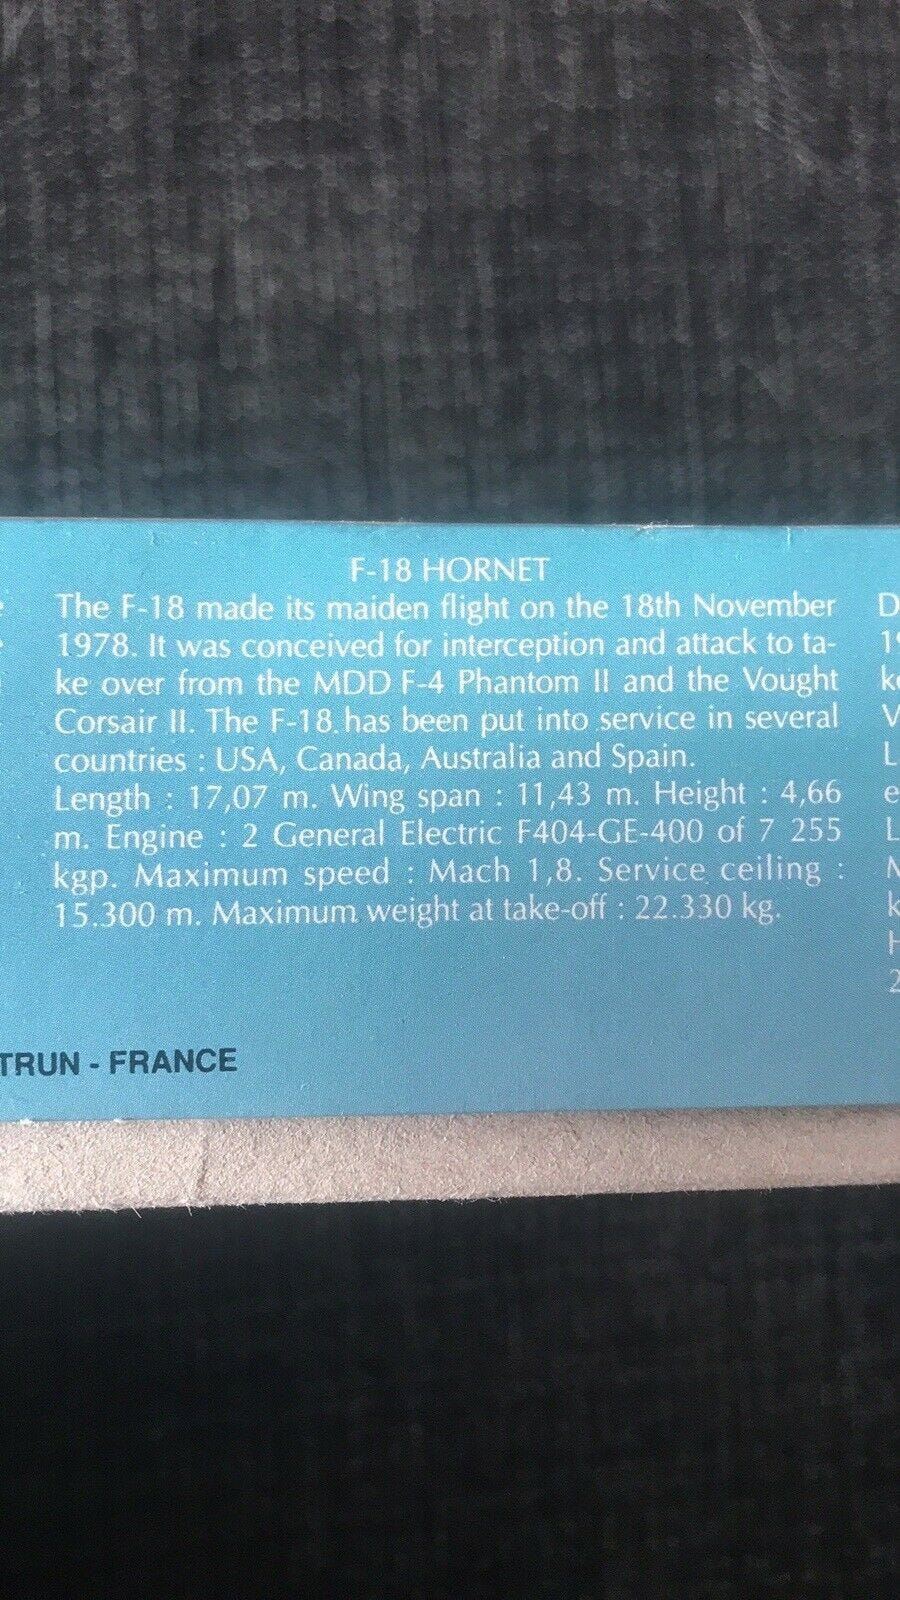 F-18 HORNET
The F-18 made its maiden flight on the 18th November
1978. It was conceived for interception and attack to ta-
ke over from the MDD F-4 Phantom II and the Vought
Corsair II. The F-18 has been put into service in several
countries : USA, Canada, Australia and Spain.
Length : 17,07 m. Wing span : 11,43 m. Height : 4,66
m. Engine : 2 General Electric F404-GE-400 of 7 255
kgp. Maximum speed : Mach 1,8. Service ceiling :
15.300 m. Maximum weight at take-off : 22.330 kg.
TRUN - FRANCE